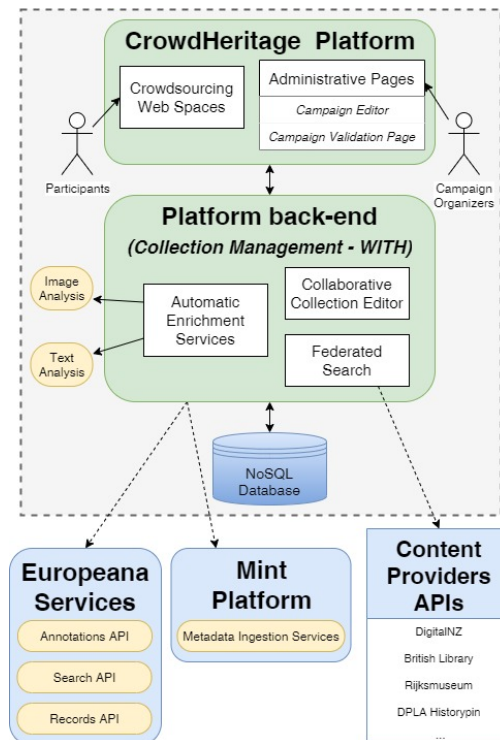 CrowdHeritage Platform
Crowdsourcing
Web Spaces
Administrative Pages
Campaign Editor
Campaign Validation Page
Participants
Campaign
Organizers
Platform back-end
(Collection Management - WITH)
Image
Analysis
Text
Analysis
Automatic
Enrichment
Services
Collaborative
Collection Editor
Federated
Search
NoSQL
Database
Europeana
Services
Annotations API
Search API
Records API
Mint
Platform
Metadata Ingestion Services
Content
Providers
APIs
DigitalNZ
British Library
Rijksmuseum
DPLA Historypin
...